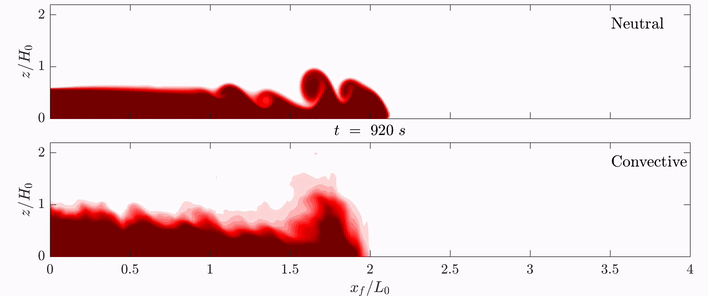 2
Neutral
z/H₀
1
0
t = 920 s
2
Convective
z/H₀
1
0
0 0.5 1 1.5 2 2.5 3 3.5 4
x_f/L₀